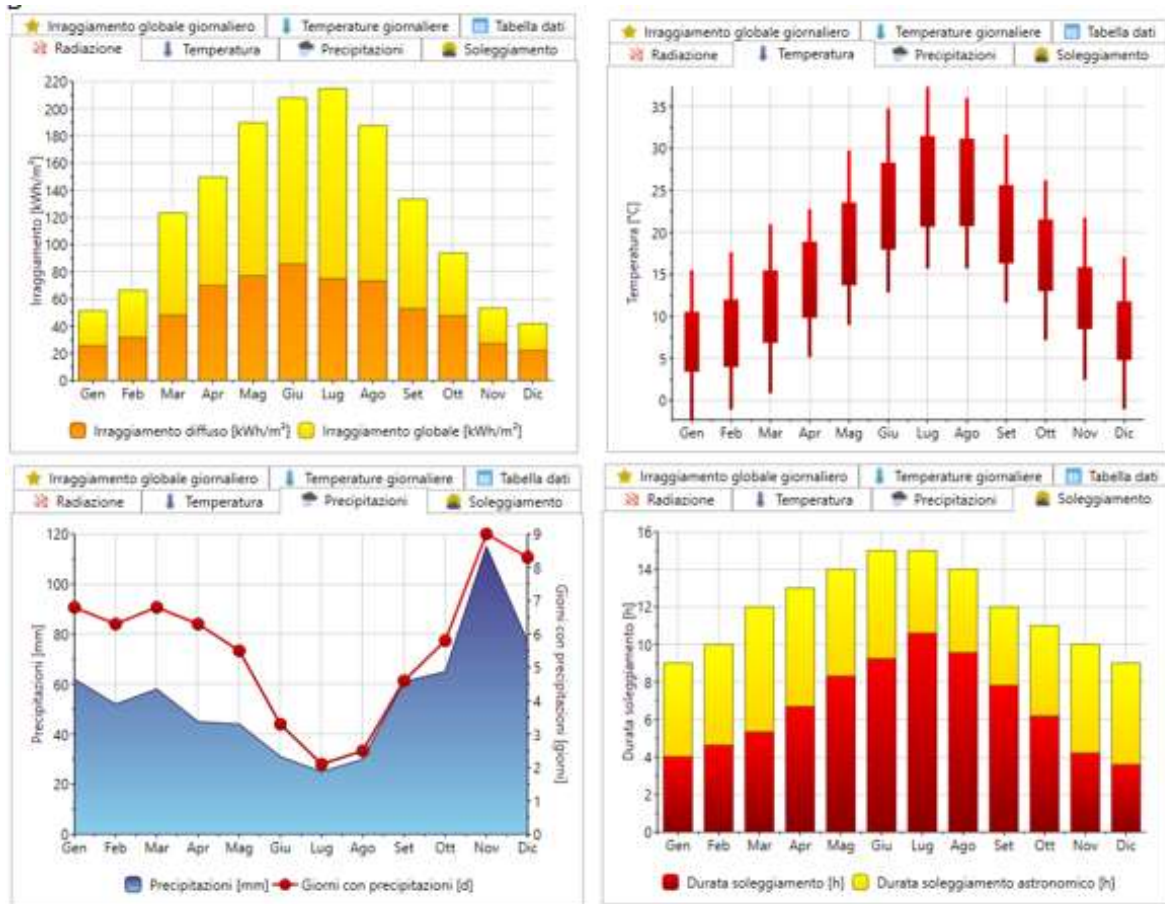 Irraggiamento globale giornaliero Temperature giornaliere Tabella dati
Radiazione Temperatura Precipitazioni Soleggiamento
Irraggiamento [kWh/m²]
220
200
180
160
140
120
100
80
60
40
20
0
Gen Feb Mar Apr Mag Giu Lug Ago Set Ott Nov Dic
Irraggiamento diffuso [kWh/m²] Irraggiamento globale [kWh/m²]
Irraggiamento globale giornaliero Temperature giornaliere Tabella dati
Radiazione Temperatura Precipitazioni Soleggiamento
Temperatura [°C]
35
30
25
20
15
10
5
0
Gen Feb Mar Apr Mag Giu Lug Ago Set Ott Nov Dic
Irraggiamento globale giornaliero Temperature giornaliere Tabella dati
Radiazione Temperatura Precipitazioni Soleggiamento
Precipitazioni [mm]
120
100
80
60
40
20
0
Giorni con precipitazioni [giorni]
9
8
7
6
5
4
3
2
1
0
Gen Feb Mar Apr Mag Giu Lug Ago Set Ott Nov Dic
Precipitazioni [mm] Giorni con precipitazioni [d]
Irraggiamento globale giornaliero Temperature giornaliere Tabella dati
Radiazione Temperatura Precipitazioni Soleggiamento
Durata soleggiamento [h]
16
14
12
10
8
6
4
2
0
Gen Feb Mar Apr Mag Giu Lug Ago Set Ott Nov Dic
Durata soleggiamento [h] Durata soleggiamento astronomico [h]